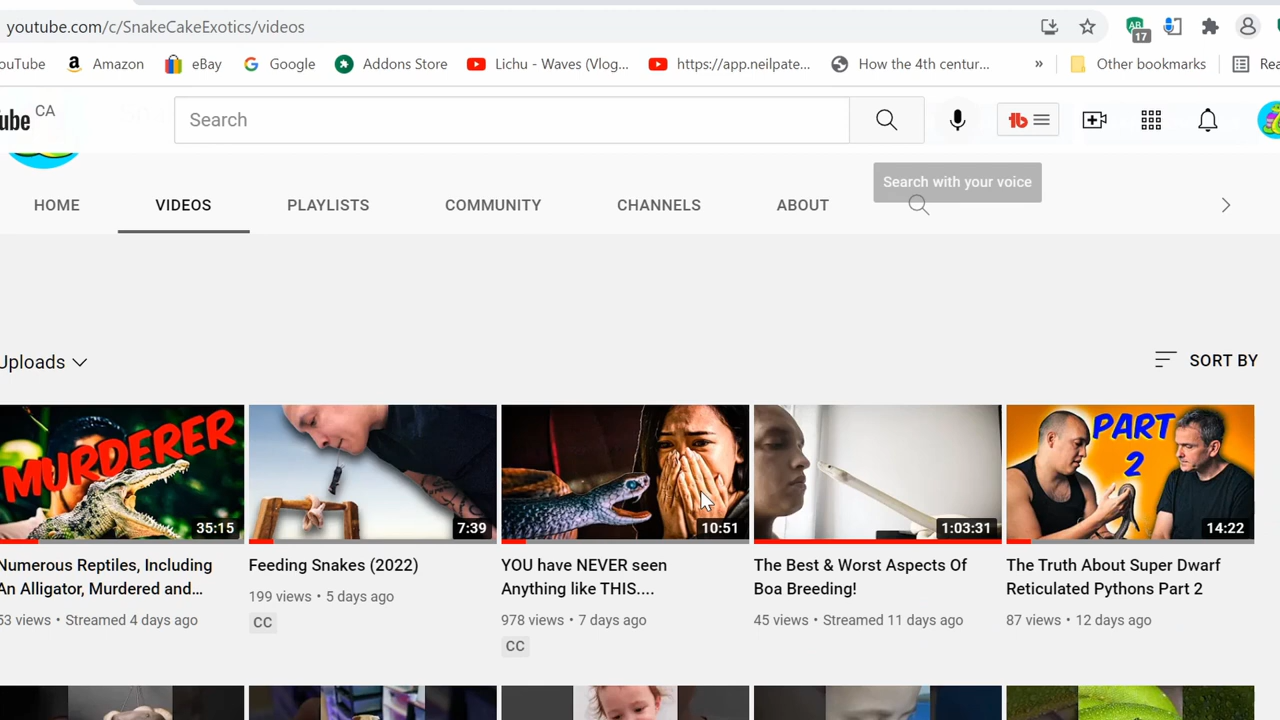 youtube.com/c/SnakeCakeExotics/videos
17
ouTube Amazon eBay Google Addons Store Lichu - Waves (Vlog... https://app.neilpate... How the 4th centur... » Other bookmarks Rea
ube CA
Search
tb
Search with your voice
HOME VIDEOS PLAYLISTS COMMUNITY CHANNELS ABOUT
Uploads SORT BY
MURDERER
35:15
7:39
10:51
1:03:31
PART
2
14:22
Numerous Reptiles, Including
An Alligator, Murdered and...
53 views • Streamed 4 days ago
Feeding Snakes (2022)
199 views • 5 days ago
CC
YOU have NEVER seen
Anything like THIS....
978 views • 7 days ago
CC
The Best & Worst Aspects Of
Boa Breeding!
45 views • Streamed 11 days ago
The Truth About Super Dwarf
Reticulated Pythons Part 2
87 views • 12 days ago